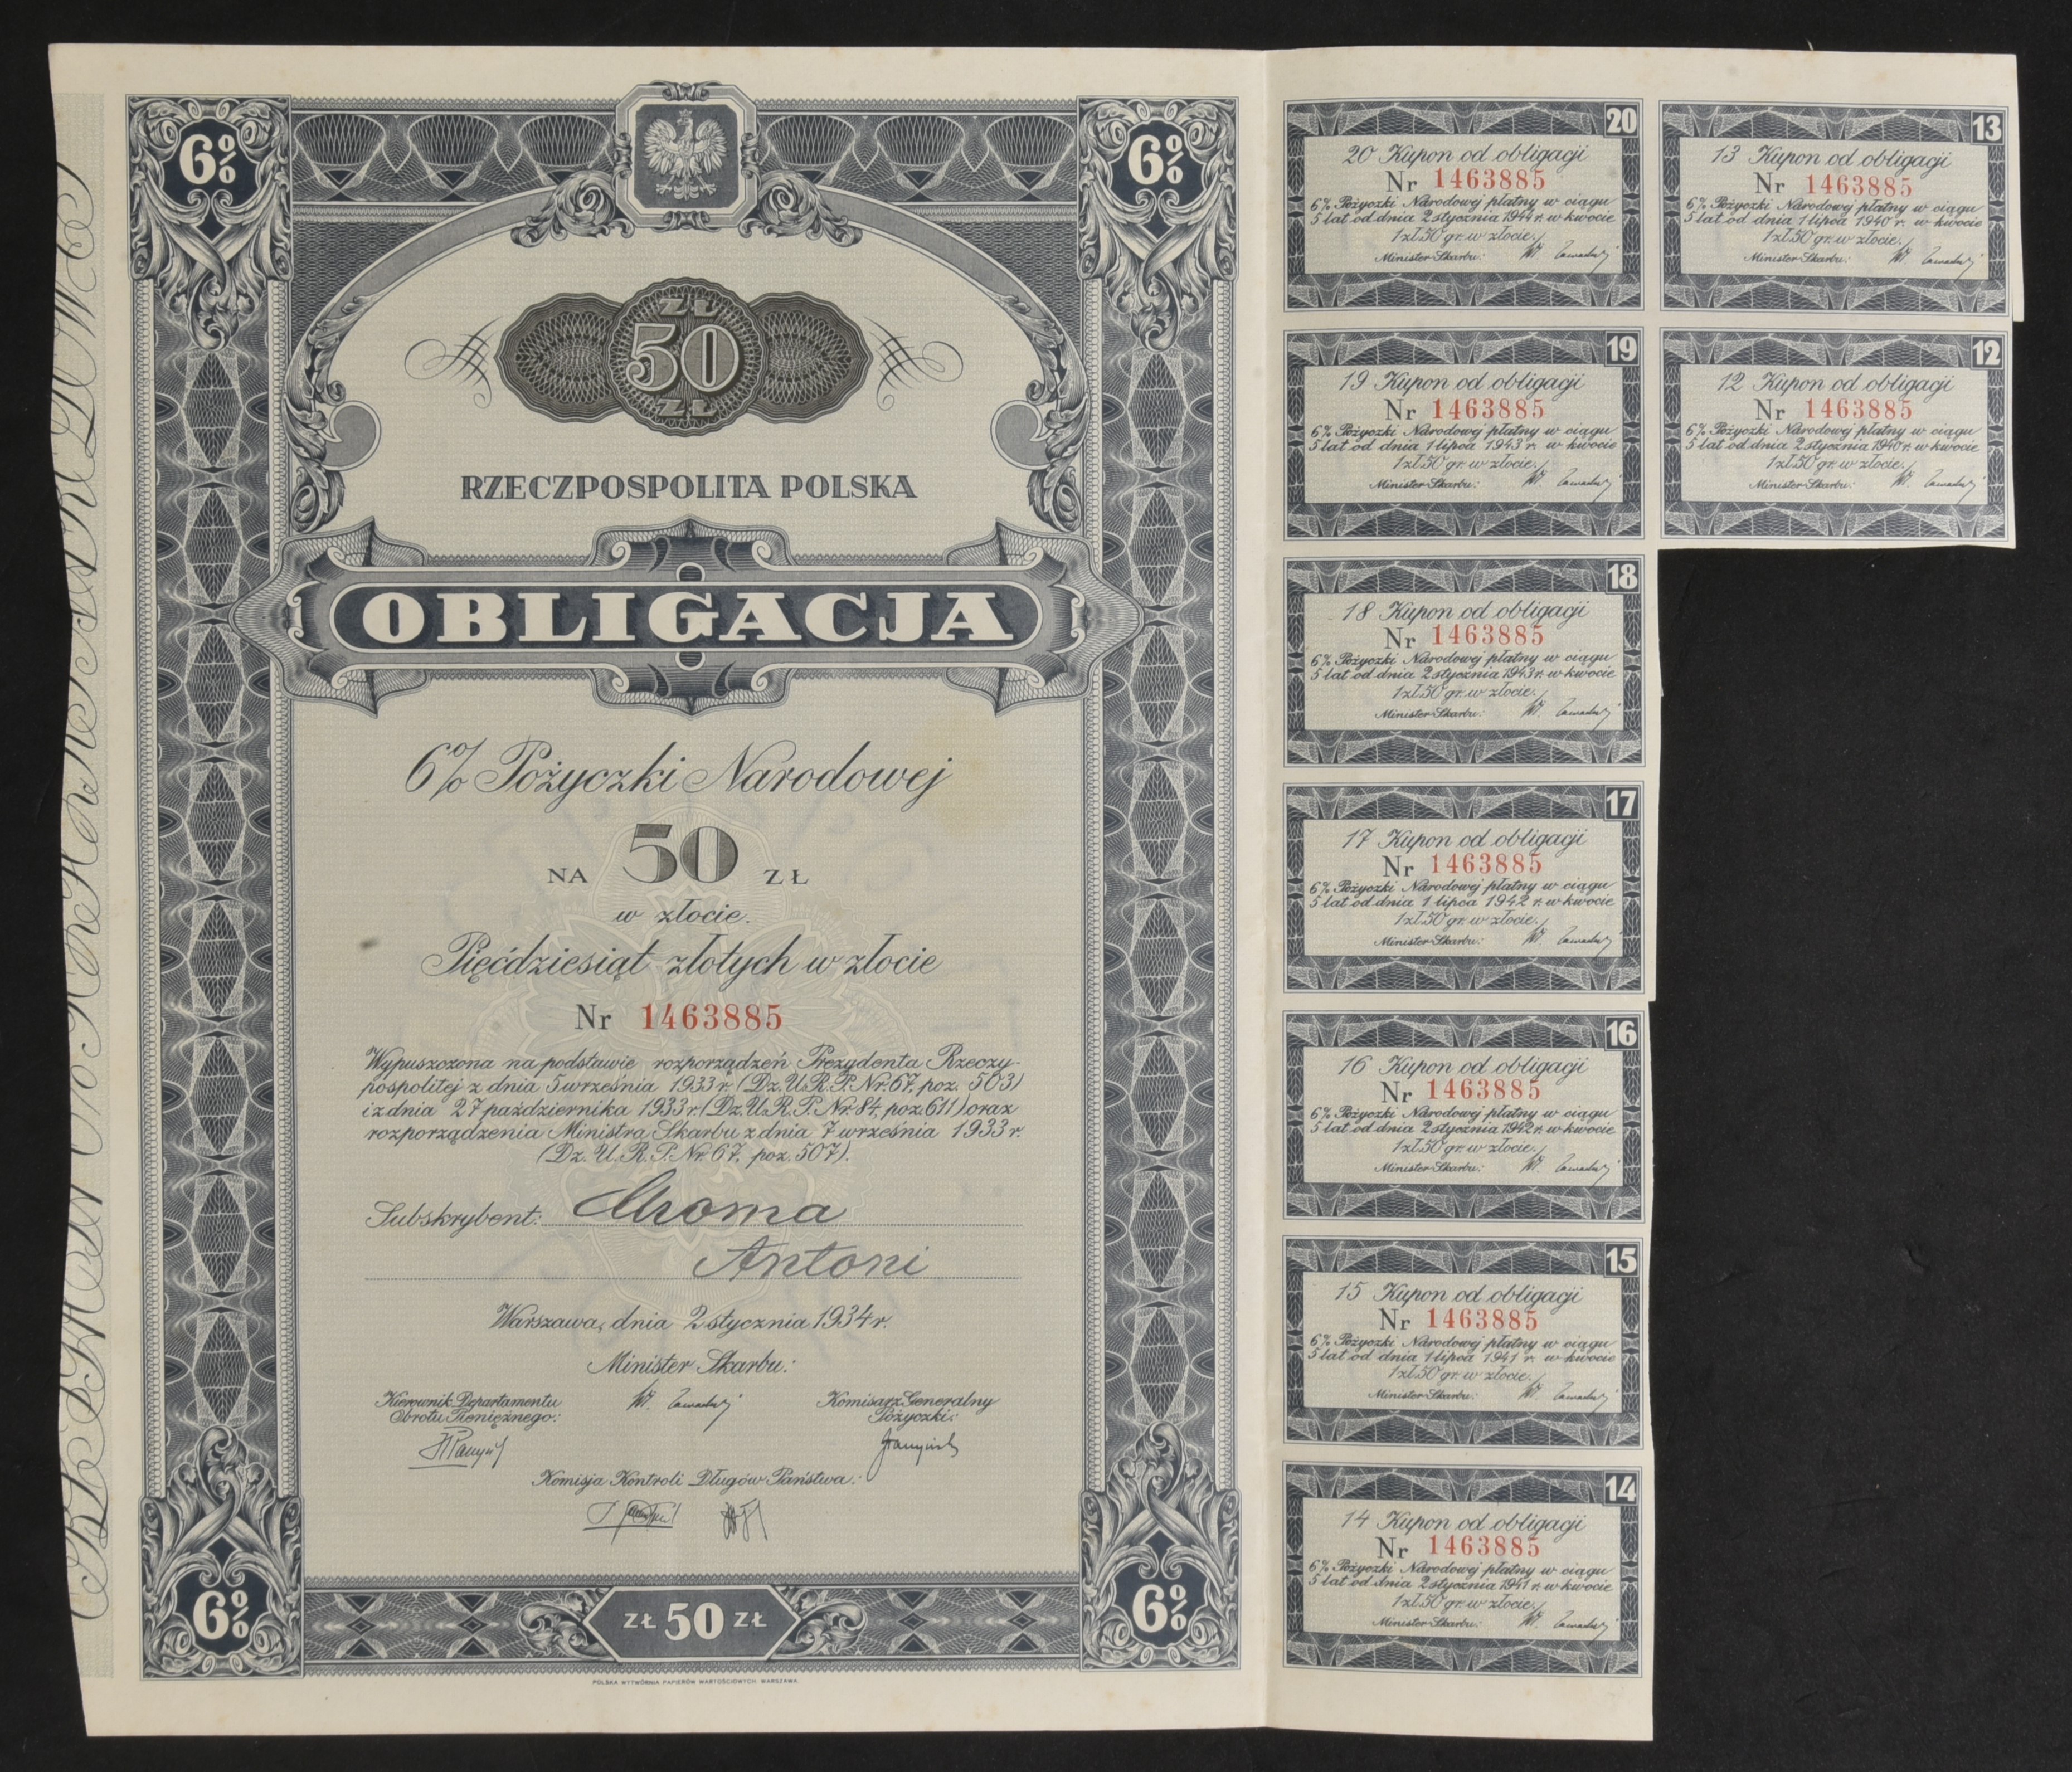 6%
6%
ZŁ
50
ZŁ
RZECZPOSPOLITA POLSKA
OBLIGACJA
6% Pożyczki Narodowej
NA 50 ZŁ
w złocie.
Pięćdziesiąt złotych w złocie
Nr 1463885
Wypuszczona na podstawie rozporządzeń Prezydenta Rzeczy-
pospolitej z dnia 5 września 1933 r. (Dz. U. R. P. Nr. 67, poz. 503)
i z dnia 27 października 1933 r. (Dz. U. R. P. Nr. 84, poz. 611) oraz
rozporządzenia Ministra Skarbu z dnia 7 września 1933 r.
(Dz. U. R. P. Nr. 67, poz. 507).
Subskrybent: Chroma
Antoni
Warszawa, dnia 2 stycznia 1934 r.
Minister Skarbu:
Kierownik Departamentu
Obrotu Pieniężnego:
Komisarz Generalny
Pożyczki:
Komisja Kontroli Długów Państwa:
6%
ZŁ 50 ZŁ
6%
POLSKA WYTWÓRNIA PAPIERÓW WARTOŚCIOWYCH. WARSZAWA.
20
20 Kupon od obligacji
Nr 1463885
6% Pożyczki Narodowej płatny w ciągu
5 lat od dnia 2 stycznia 1944 r. w kwocie
1 zł. 50 gr. w złocie.
Minister Skarbu:
19
19 Kupon od obligacji
Nr 1463885
6% Pożyczki Narodowej płatny w ciągu
5 lat od dnia 1 lipca 1943 r. w kwocie
1 zł. 50 gr. w złocie.
Minister Skarbu:
18
18 Kupon od obligacji
Nr 1463885
6% Pożyczki Narodowej płatny w ciągu
5 lat od dnia 2 stycznia 1943 r. w kwocie
1 zł. 50 gr. w złocie.
Minister Skarbu:
17
17 Kupon od obligacji
Nr 1463885
6% Pożyczki Narodowej płatny w ciągu
5 lat od dnia 1 lipca 1942 r. w kwocie
1 zł. 50 gr. w złocie.
Minister Skarbu:
16
16 Kupon od obligacji
Nr 1463885
6% Pożyczki Narodowej płatny w ciągu
5 lat od dnia 2 stycznia 1942 r. w kwocie
1 zł. 50 gr. w złocie.
Minister Skarbu:
15
15 Kupon od obligacji
Nr 1463885
6% Pożyczki Narodowej płatny w ciągu
5 lat od dnia 1 lipca 1941 r. w kwocie
1 zł. 50 gr. w złocie.
Minister Skarbu:
14
14 Kupon od obligacji
Nr 1463885
6% Pożyczki Narodowej płatny w ciągu
5 lat od dnia 2 stycznia 1941 r. w kwocie
1 zł. 50 gr. w złocie.
Minister Skarbu:
13
13 Kupon od obligacji
Nr 1463885
6% Pożyczki Narodowej płatny w ciągu
5 lat od dnia 1 lipca 1940 r. w kwocie
1 zł. 50 gr. w złocie.
Minister Skarbu:
12
12 Kupon od obligacji
Nr 1463885
6% Pożyczki Narodowej płatny w ciągu
5 lat od dnia 2 stycznia 1940 r. w kwocie
1 zł. 50 gr. w złocie.
Minister Skarbu: